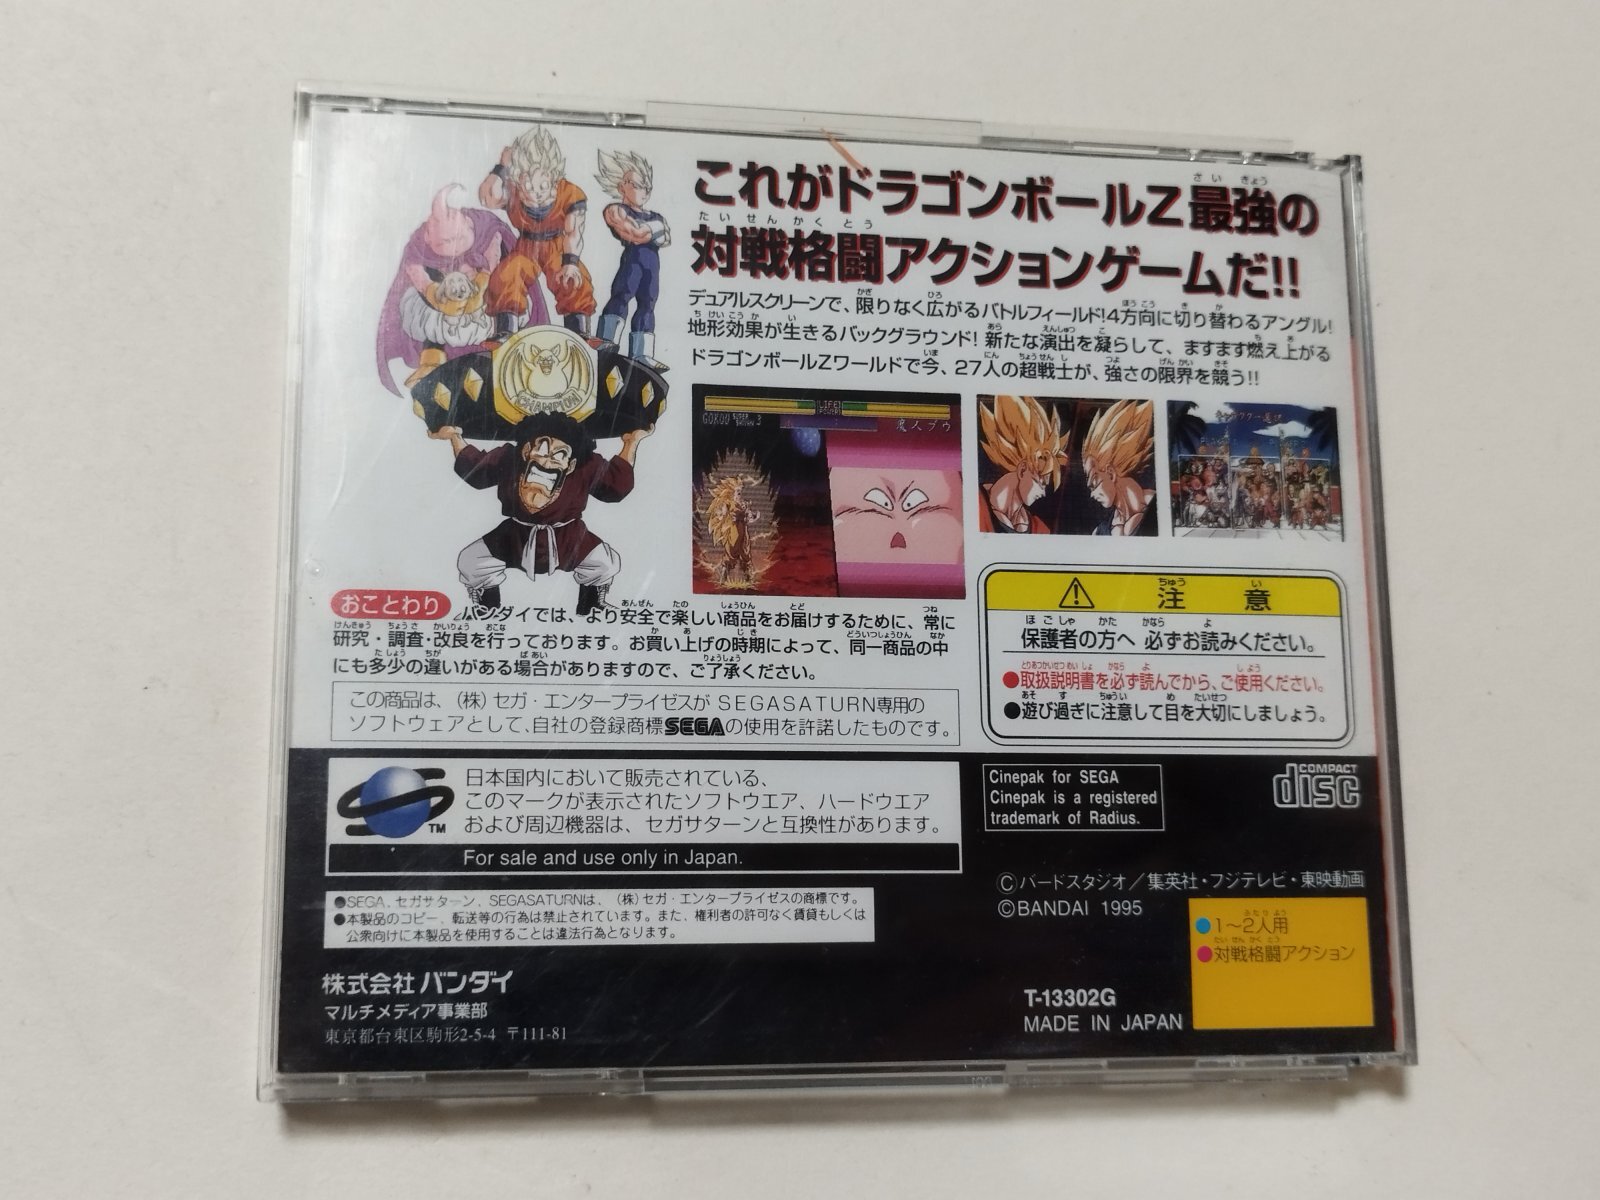 これがドラゴンボールZ最強の
さいきょう
対戦格闘アクションゲームだ!!
たいせんかくとう
デュアルスクリーンで、限りなく広がるバトルフィールド!4方向に切り替わるアングル!
地形効果が生きるバックグラウンド! 新たな演出を凝らして、ますます燃え上がる
ドラゴンボールZワールドで今、27人の超戦士が、強さの限界を競う!!
CHAMPION
LIFE
POWER
GOKOU
魔人ブウ
キャラクター選択
おことわり
バンダイでは、より安全で楽しい商品をお届けするために、常に
研究・調査・改良を行っております。お買い上げの時期によって、同一商品の中
にも多少の違いがある場合がありますので、ご了承ください。
この商品は、(株)セガ・エンタープライゼスがSEGASATURN専用の
ソフトウェアとして、自社の登録商標SEGAの使用を許諾したものです。
注意
ちゅうい
保護者の方へ 必ずお読みください。
●取扱説明書を必ず読んでから、ご使用ください。
●遊び過ぎに注意して目を大切にしましょう。
日本国内において販売されている、
このマークが表示されたソフトウエア、ハードウエア
および周辺機器は、セガサターンと互換性があります。
TM
For sale and use only in Japan.
Cinepak for SEGA
Cinepak is a registered
trademark of Radius.
COMPACT
disc
●SEGA、セガサターン、SEGASATURNは、(株)セガ・エンタープライゼスの商標です。
●本製品のコピー、転送等の行為は禁止されています。また、権利者の許可なく賃貸もしくは
公衆向けに本製品を使用することは違法行為となります。
©バードスタジオ/集英社・フジテレビ・東映動画
©BANDAI 1995
●1〜2人用
●対戦格闘アクション
株式会社バンダイ
マルチメディア事業部
東京都台東区駒形2-5-4 〒111-81
T-13302G
MADE IN JAPAN